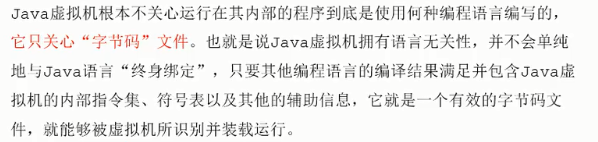 Java虚拟机根本不关心运行在其内部的程序到底是使用何种编程语言编写的，
它只关心“字节码”文件。也就是说Java虚拟机拥有语言无关性，并不会单纯
地与Java语言“终身绑定”，只要其他编程语言的编译结果满足并包含Java虚
拟机的内部指令集、符号表以及其他的辅助信息，它就是一个有效的字节码文
件，就能够被虚拟机所识别并装载运行。